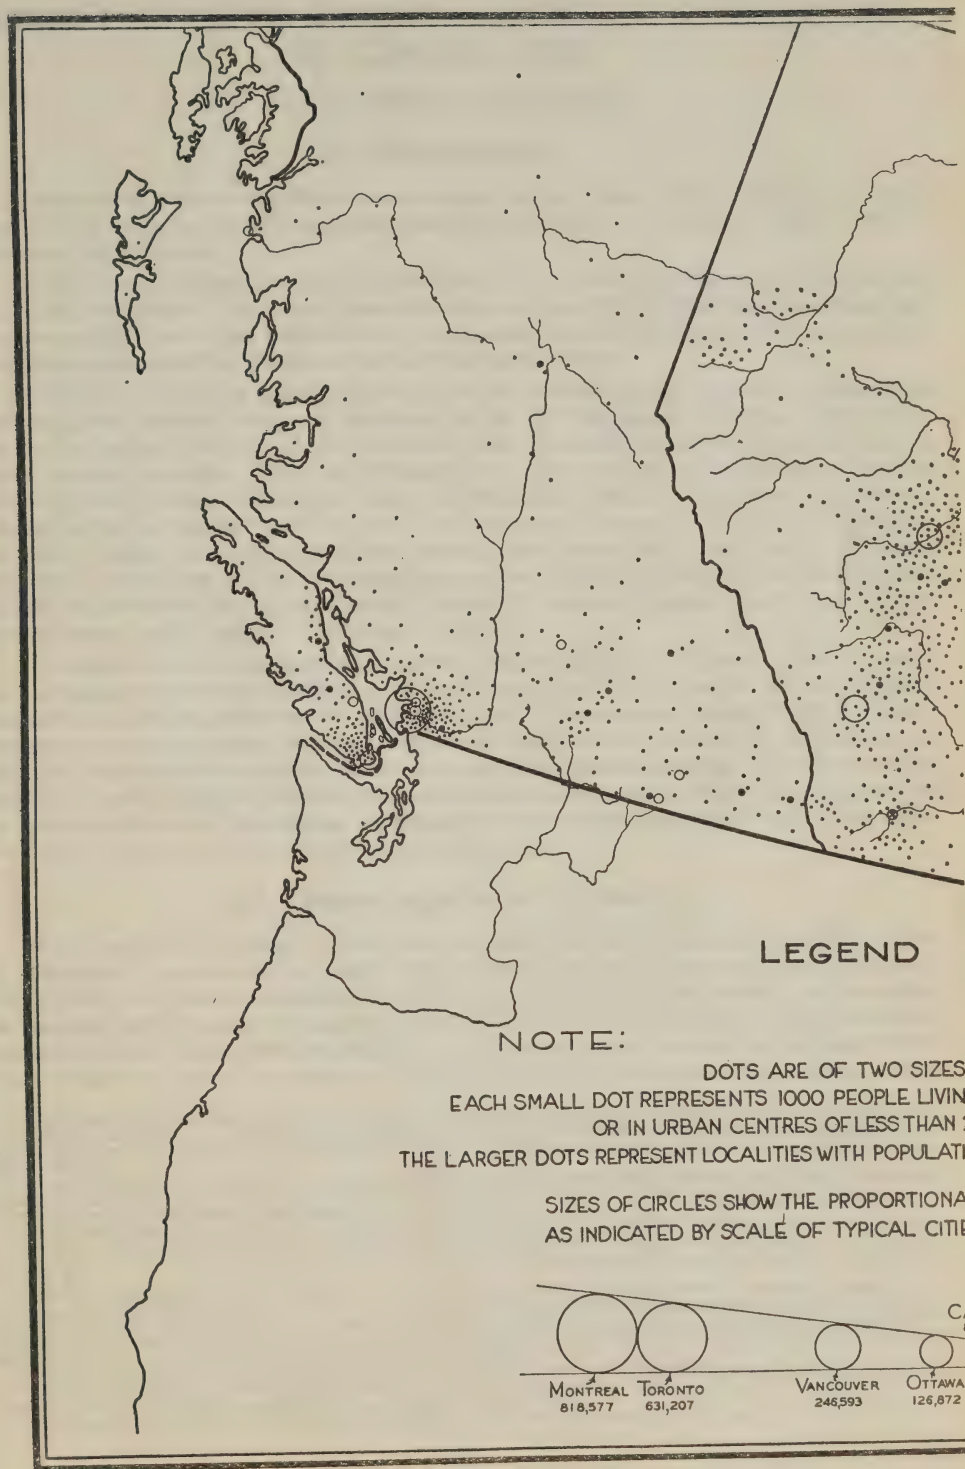 LEGEND
NOTE:
DOTS ARE OF TWO SIZES
EACH SMALL DOT REPRESENTS 1000 PEOPLE LIVIN
OR IN URBAN CENTRES OF LESS THAN
THE LARGER DOTS REPRESENT LOCALITIES WITH POPULATI
SIZES OF CIRCLES SHOW THE PROPORTIONA
AS INDICATED BY SCALE OF TYPICAL CITIE
CA
MONTREAL TORONTO VANCOUVER OTTAWA
818,577 631,207 246,593 126,872